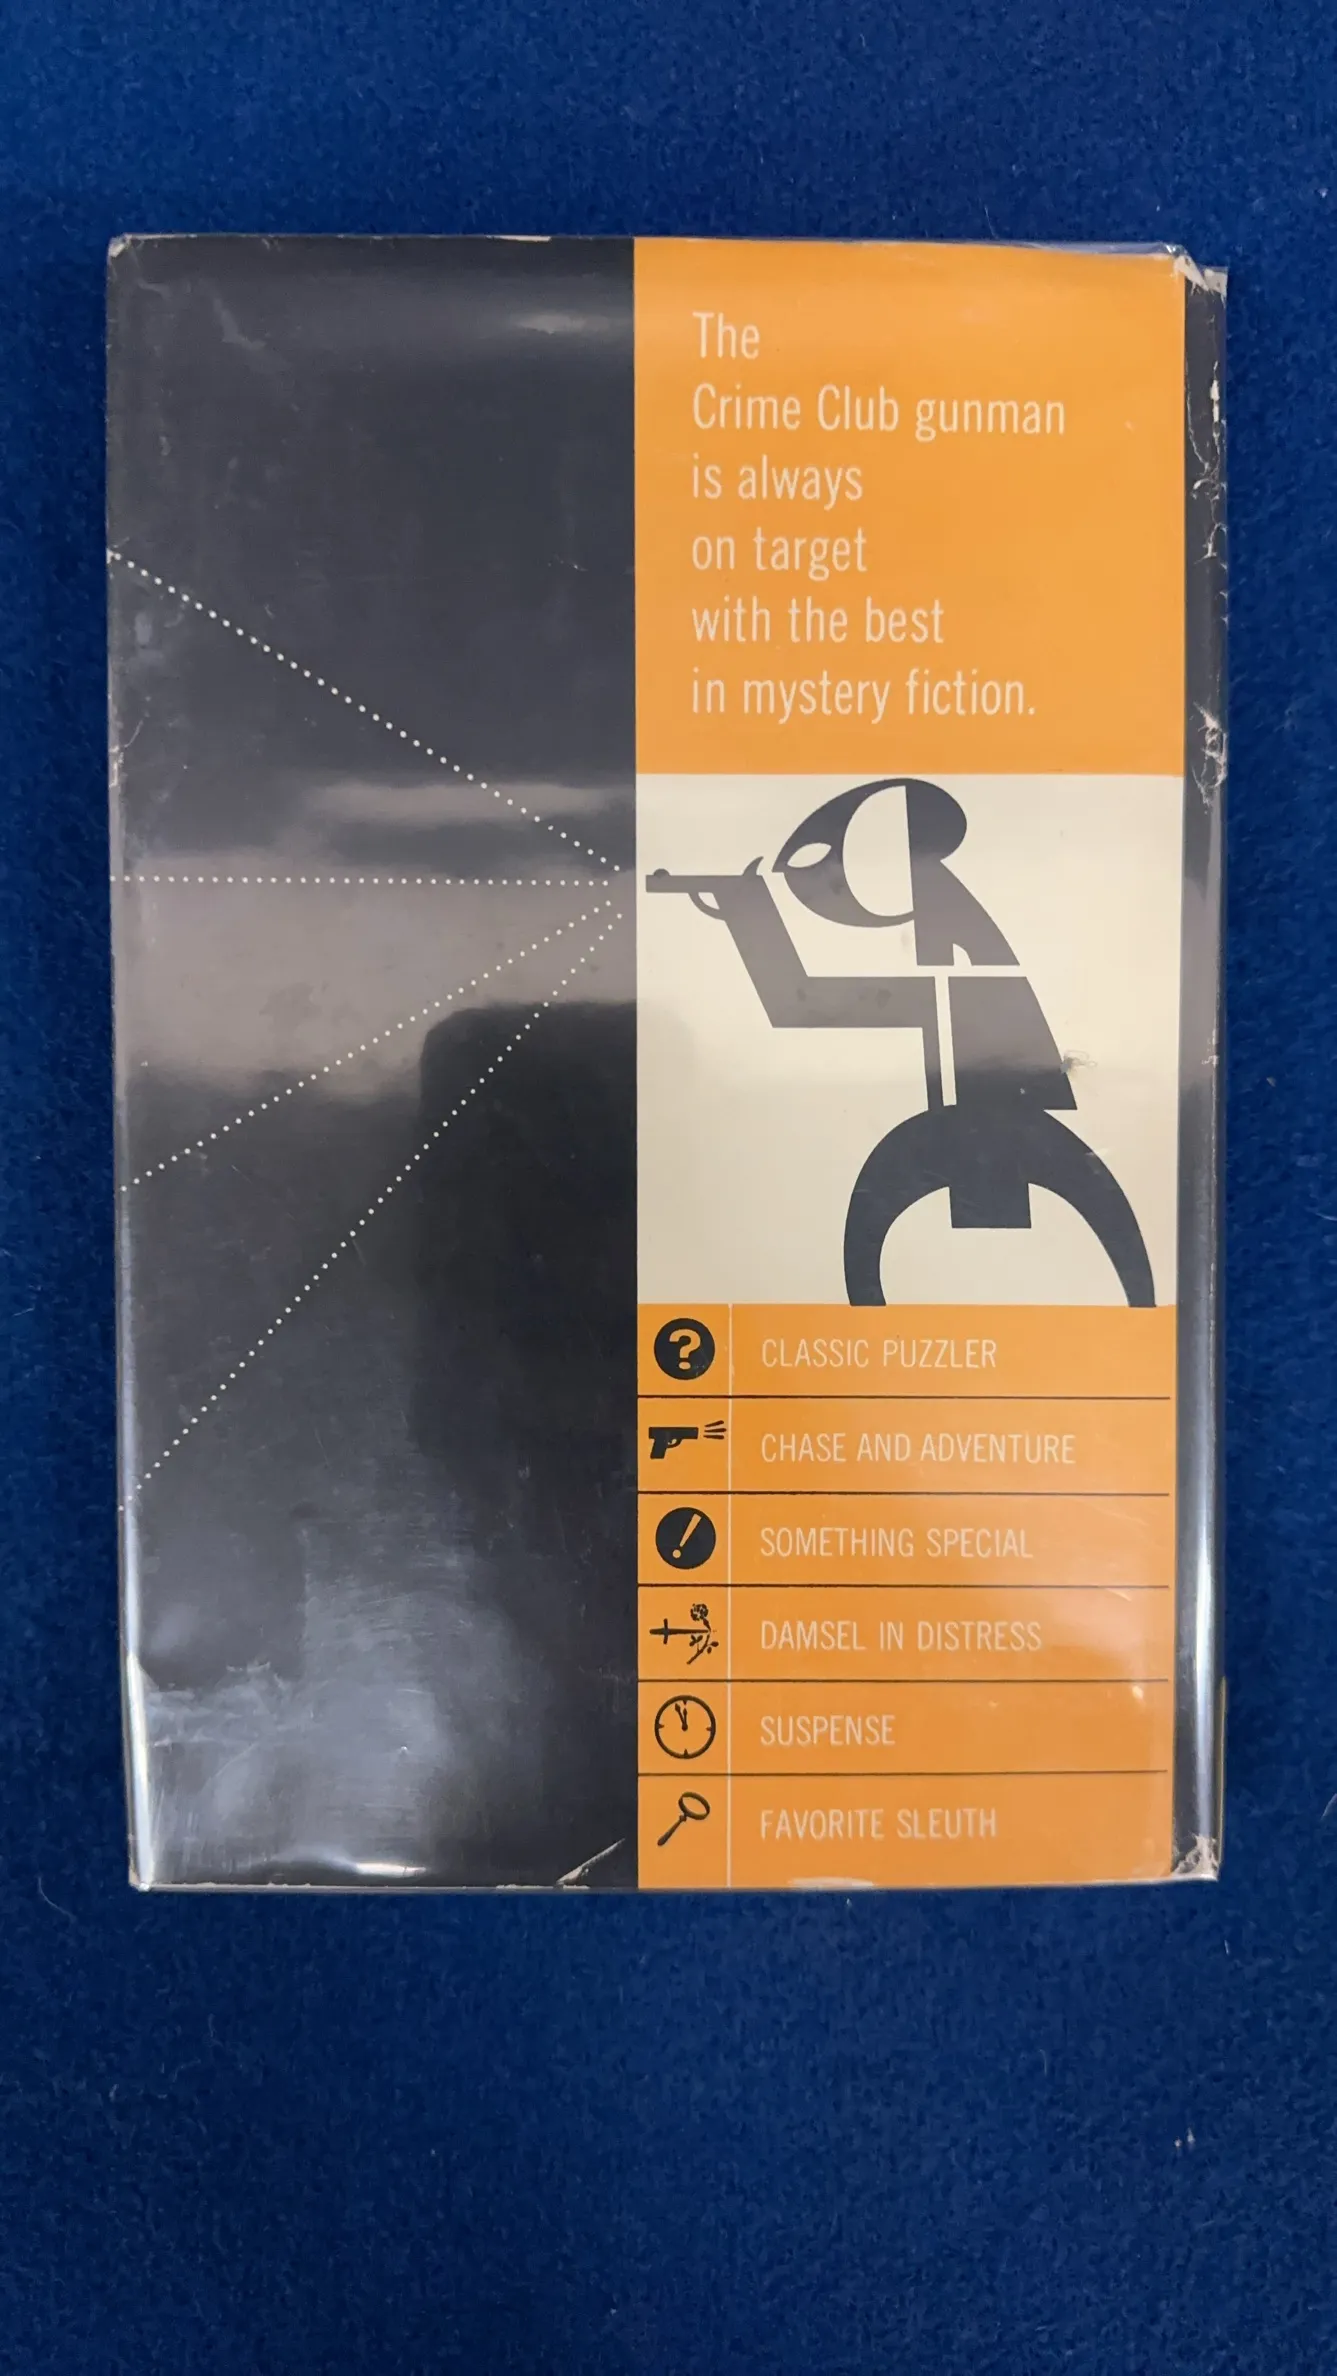 The
Crime Club gunman
is always
on target
with the best
in mystery fiction.
?
CLASSIC PUZZLER
CHASE AND ADVENTURE
!
SOMETHING SPECIAL
DAMSEL IN DISTRESS
SUSPENSE
FAVORITE SLEUTH